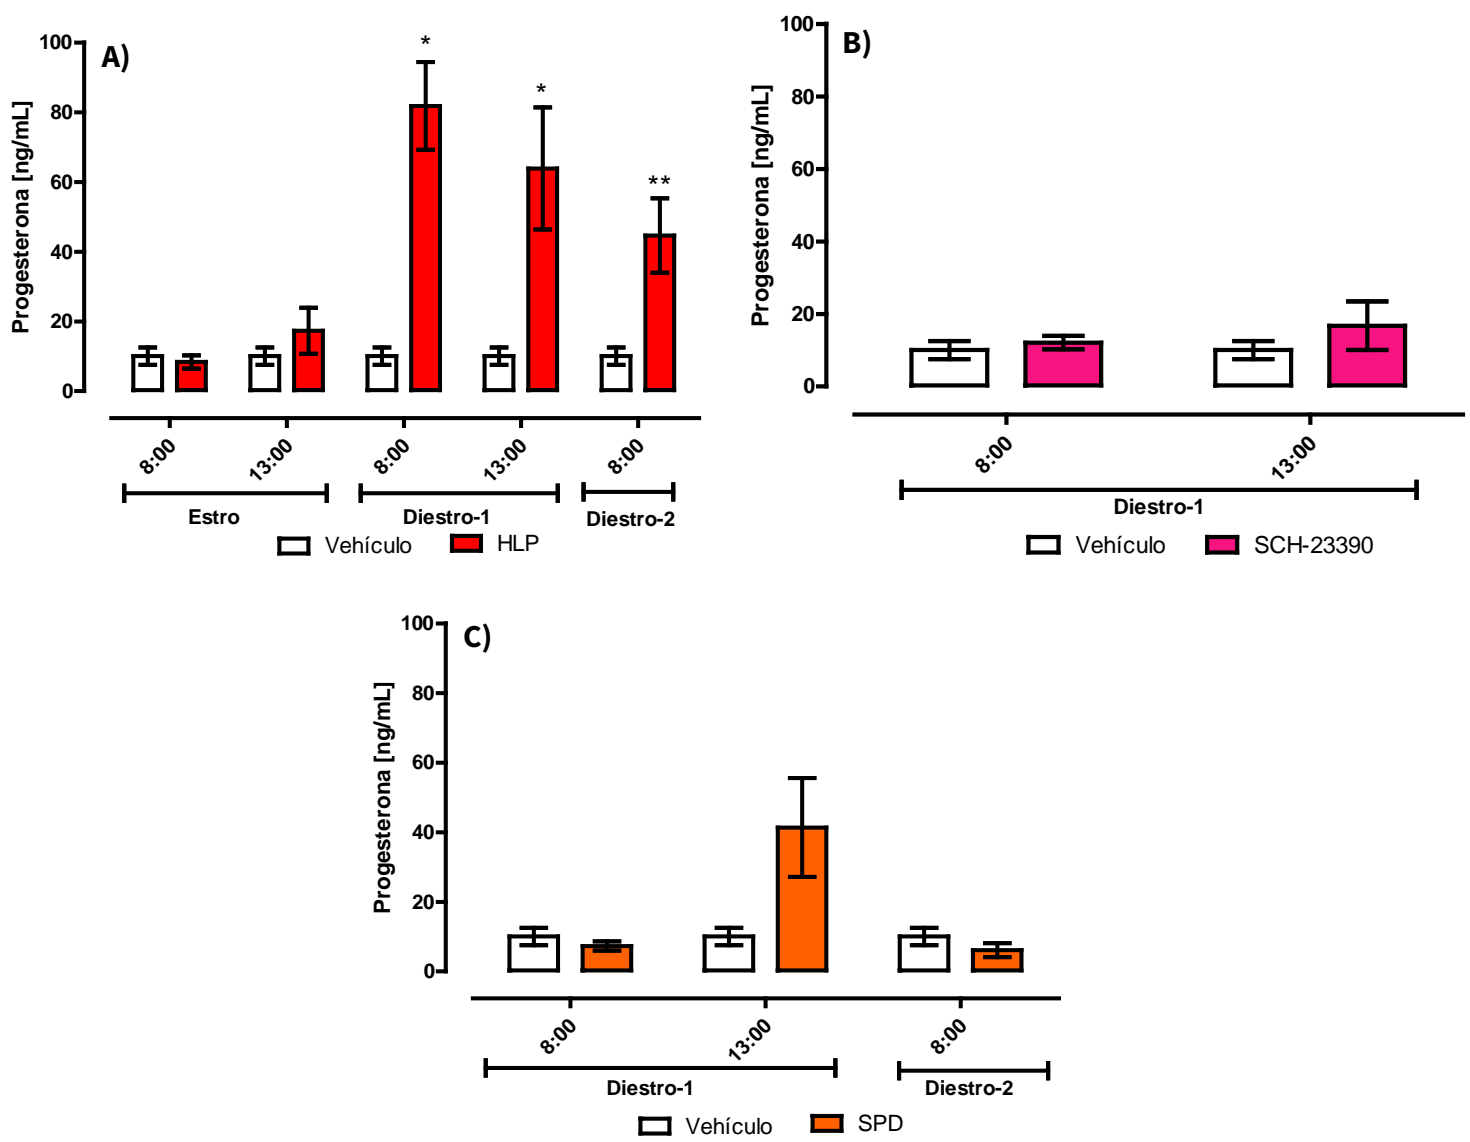 A)
Progesterona [ng/mL]
100
80
60
40
20
0
*
*
**
8:00
13:00
8:00
13:00
8:00
Estro
Diestro-1
Diestro-2
Vehículo
HLP
B)
Progesterona [ng/mL]
100
80
60
40
20
0
8:00
13:00
Diestro-1
Vehículo
SCH-23390
C)
Progesterona [ng/mL]
100
80
60
40
20
0
8:00
13:00
8:00
Diestro-1
Diestro-2
Vehículo
SPD